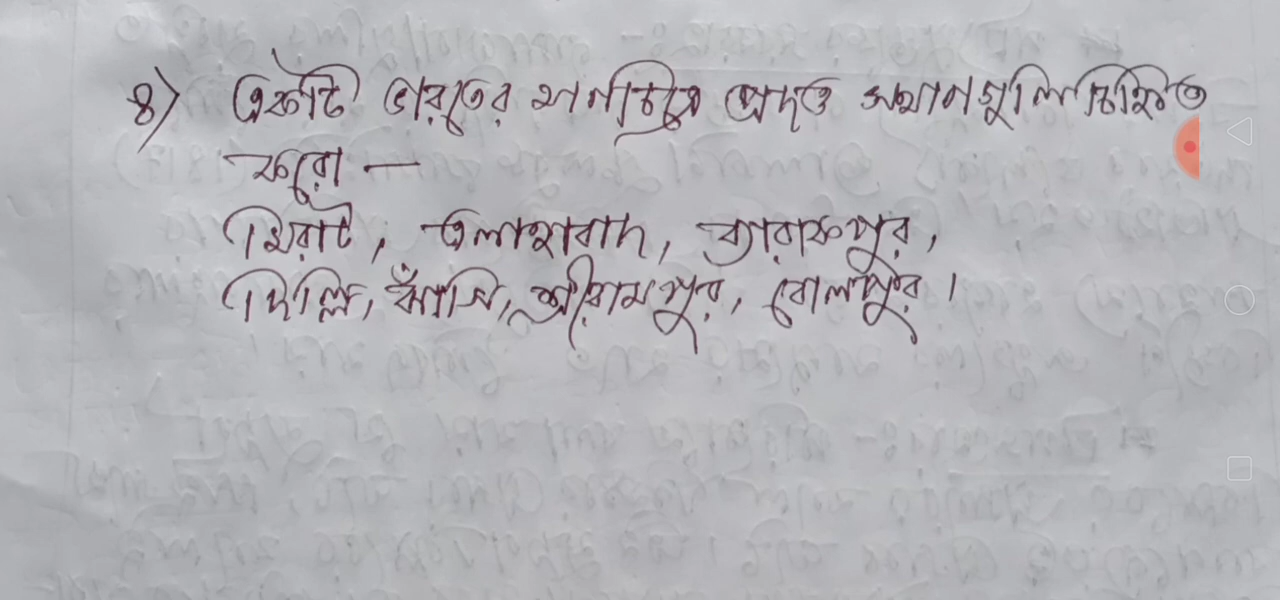 ৪) একটি ভারতের মানচিত্রে প্রদত্ত স্থানগুলি চিহ্নিত
করো —
মিরাট, এলাহাবাদ, ব্যারাকপুর,
দিল্লি, ঝাঁসি, শ্রীরামপুর, বোলপুর।